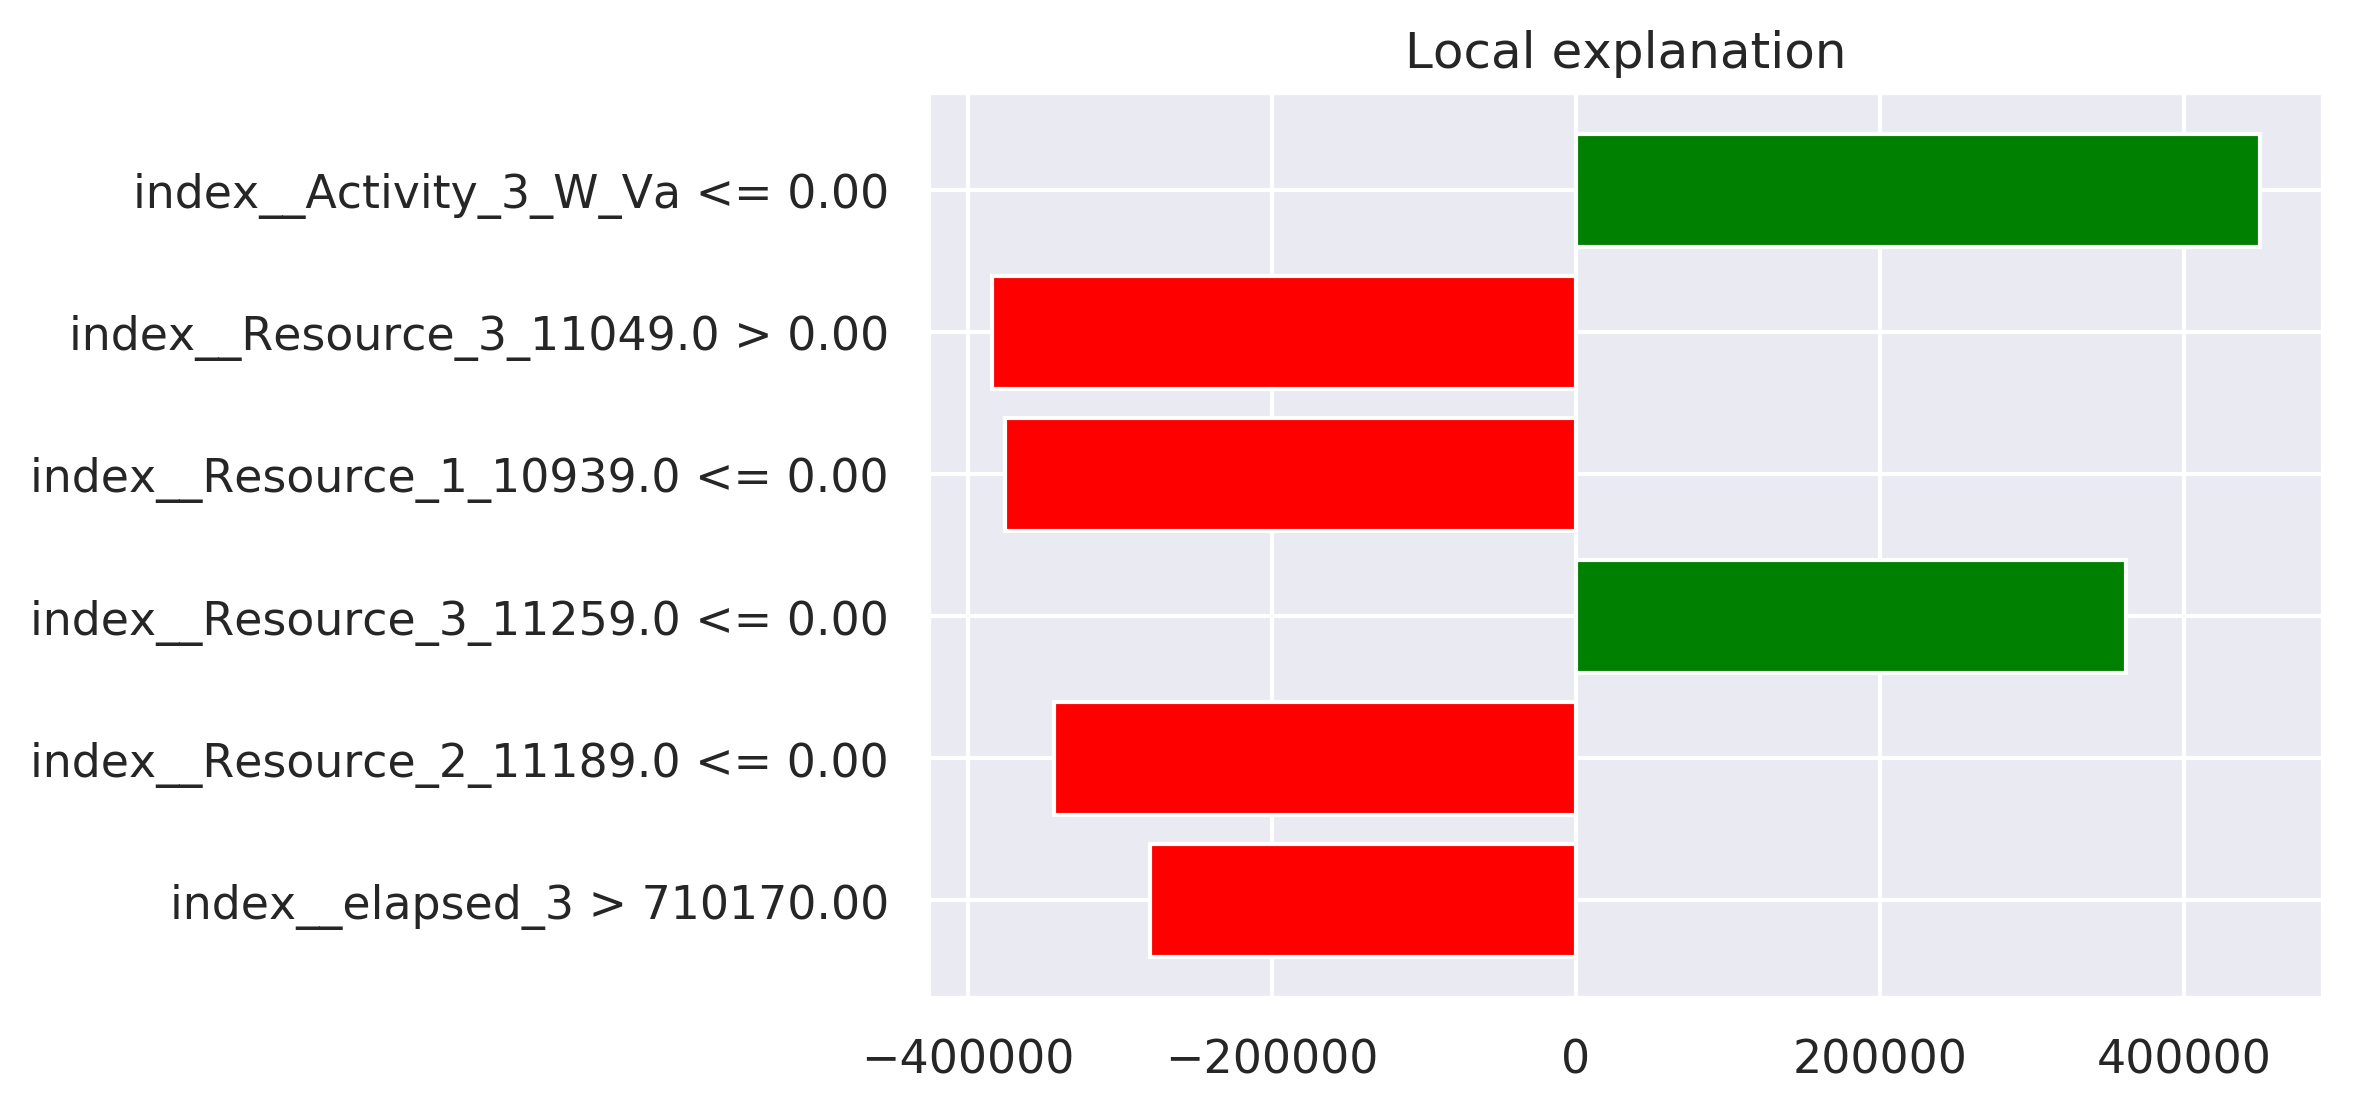 Local explanation
index__Activity_3_W_Va <= 0.00
index__Resource_3_11049.0 > 0.00
index__Resource_1_10939.0 <= 0.00
index__Resource_3_11259.0 <= 0.00
index__Resource_2_11189.0 <= 0.00
index__elapsed_3 > 710170.00
−400000 −200000 0 200000 400000